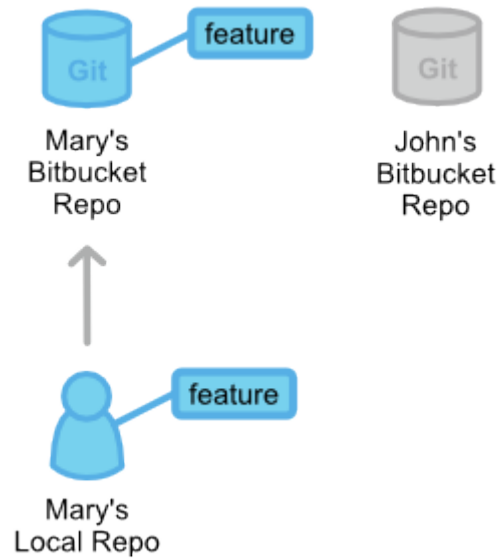 feature
Git
Git
Mary's
Bitbucket
Repo
John's
Bitbucket
Repo
feature
Mary's
Local Repo